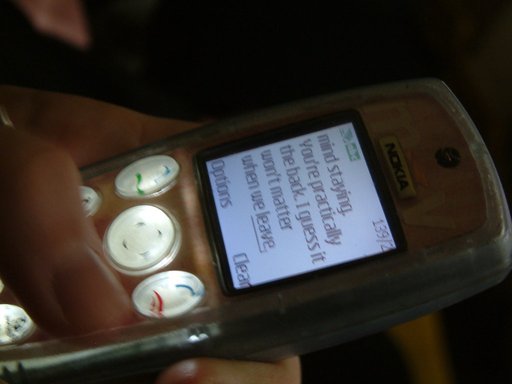 NOKIA
139/2
mind staying.
You're practically
the back. I guess it
won't matter
when we leave.
Options
Clear